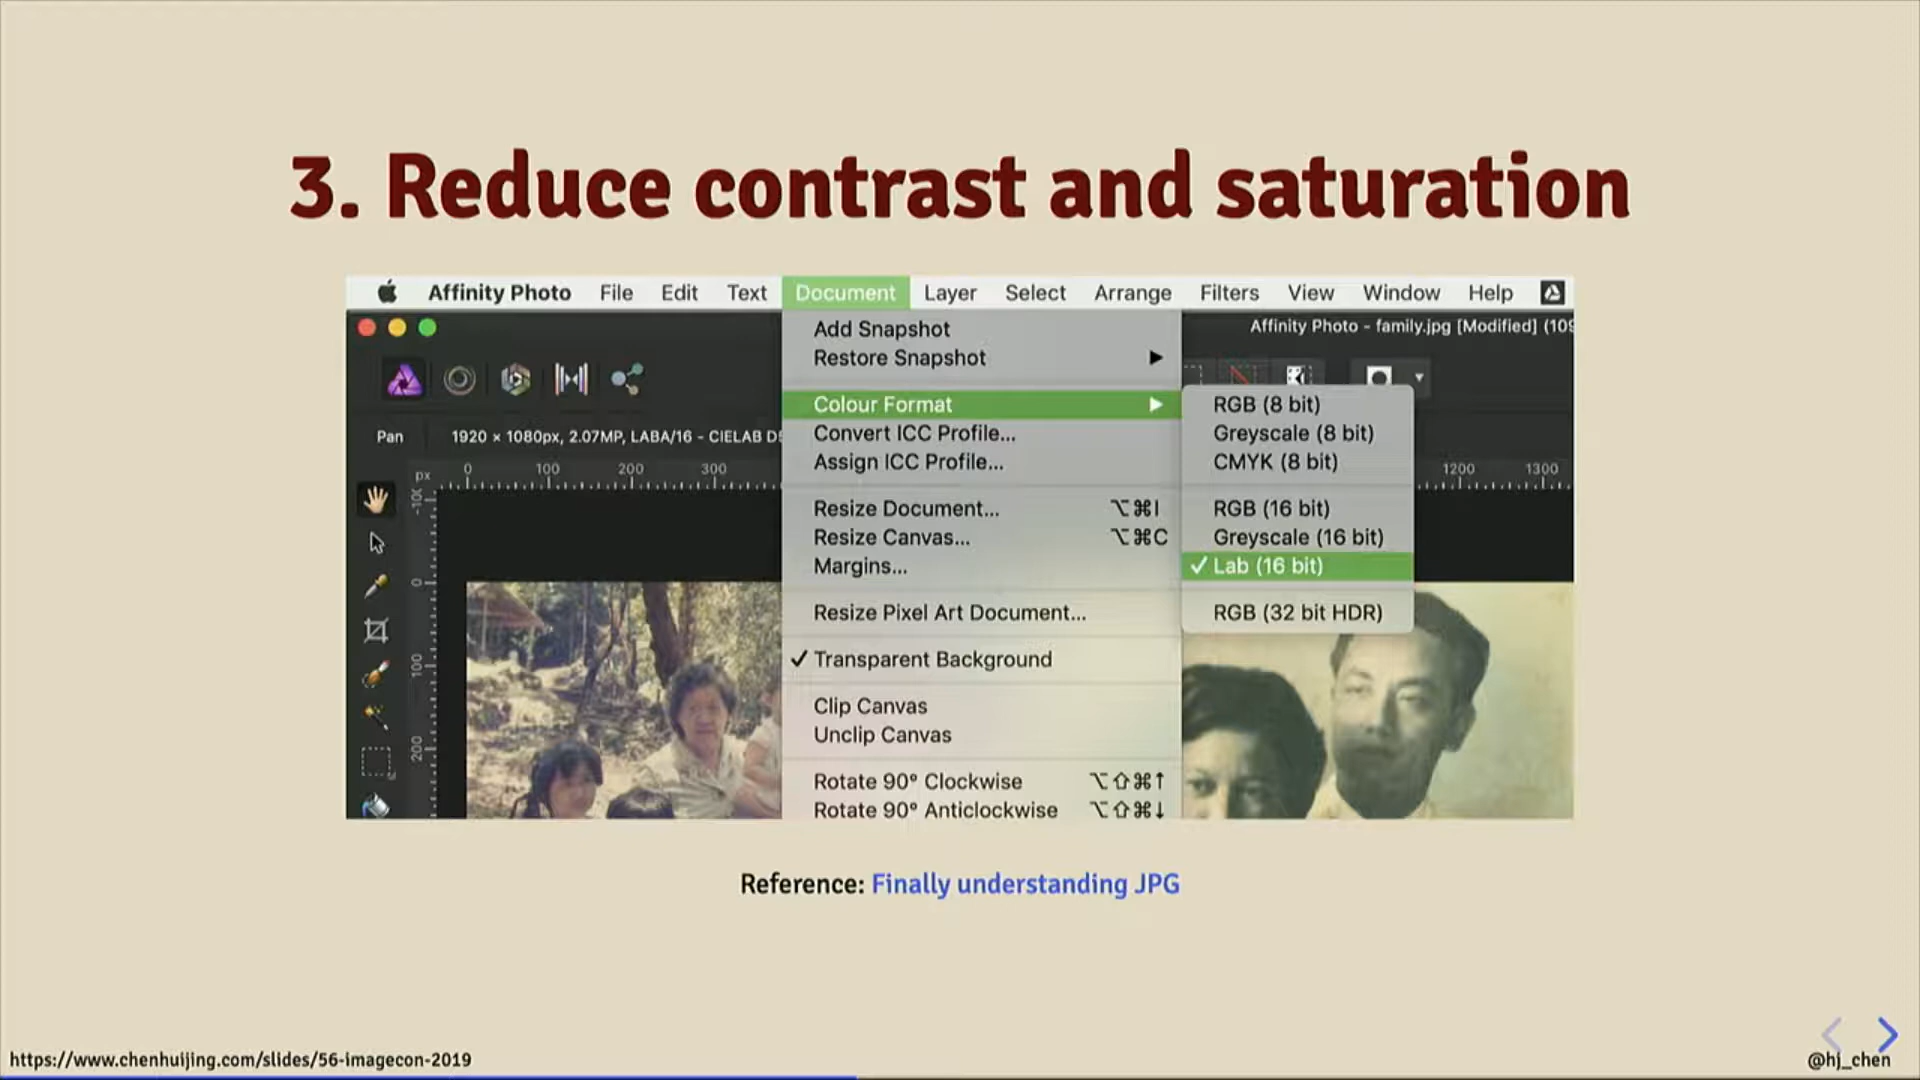 3. Reduce contrast and saturation
Affinity Photo File Edit Text Document Layer Select Arrange Filters View Window Help
Affinity Photo - family.jpg [Modified] (109
Add Snapshot
Restore Snapshot
Colour Format
Convert ICC Profile...
Assign ICC Profile...
Resize Document... ⌥⌘I
Resize Canvas... ⌥⌘C
Margins...
Resize Pixel Art Document...
✓ Transparent Background
Clip Canvas
Unclip Canvas
Rotate 90° Clockwise ⌥⇧⌘↑
Rotate 90° Anticlockwise ⌥⇧⌘↓
RGB (8 bit)
Greyscale (8 bit)
CMYK (8 bit)
RGB (16 bit)
Greyscale (16 bit)
✓ Lab (16 bit)
RGB (32 bit HDR)
Pan 1920 × 1080px, 2.07MP, LABA/16 - CIELAB D
px 0 100 200 300 1200 1300
0
100
200
Reference: Finally understanding JPG
https://www.chenhuijing.com/slides/56-imagecon-2019
@hj_chen